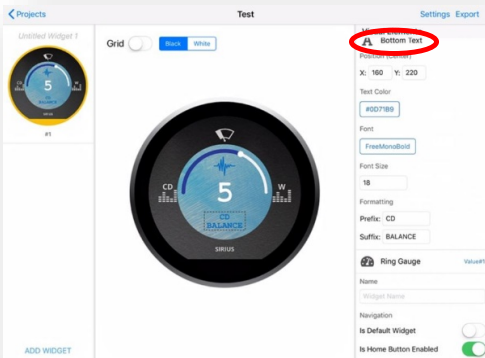 Projects
Test
Settings Export
Untitled Widget 1
Grid
Black White
5
CD
BALANCE
SIRIUS
#1
ADD WIDGET
CD
W
5
CD
BALANCE
SIRIUS
Bottom Text
Position (Center)
X: 160 Y: 220
Text Color
#0D71B9
Font
FreeMonoBold
Font Size
18
Formatting
Prefix: CD
Suffix: BALANCE
Ring Gauge Value#1
Name
Widget Name
Navigation
Is Default Widget
Is Home Button Enabled